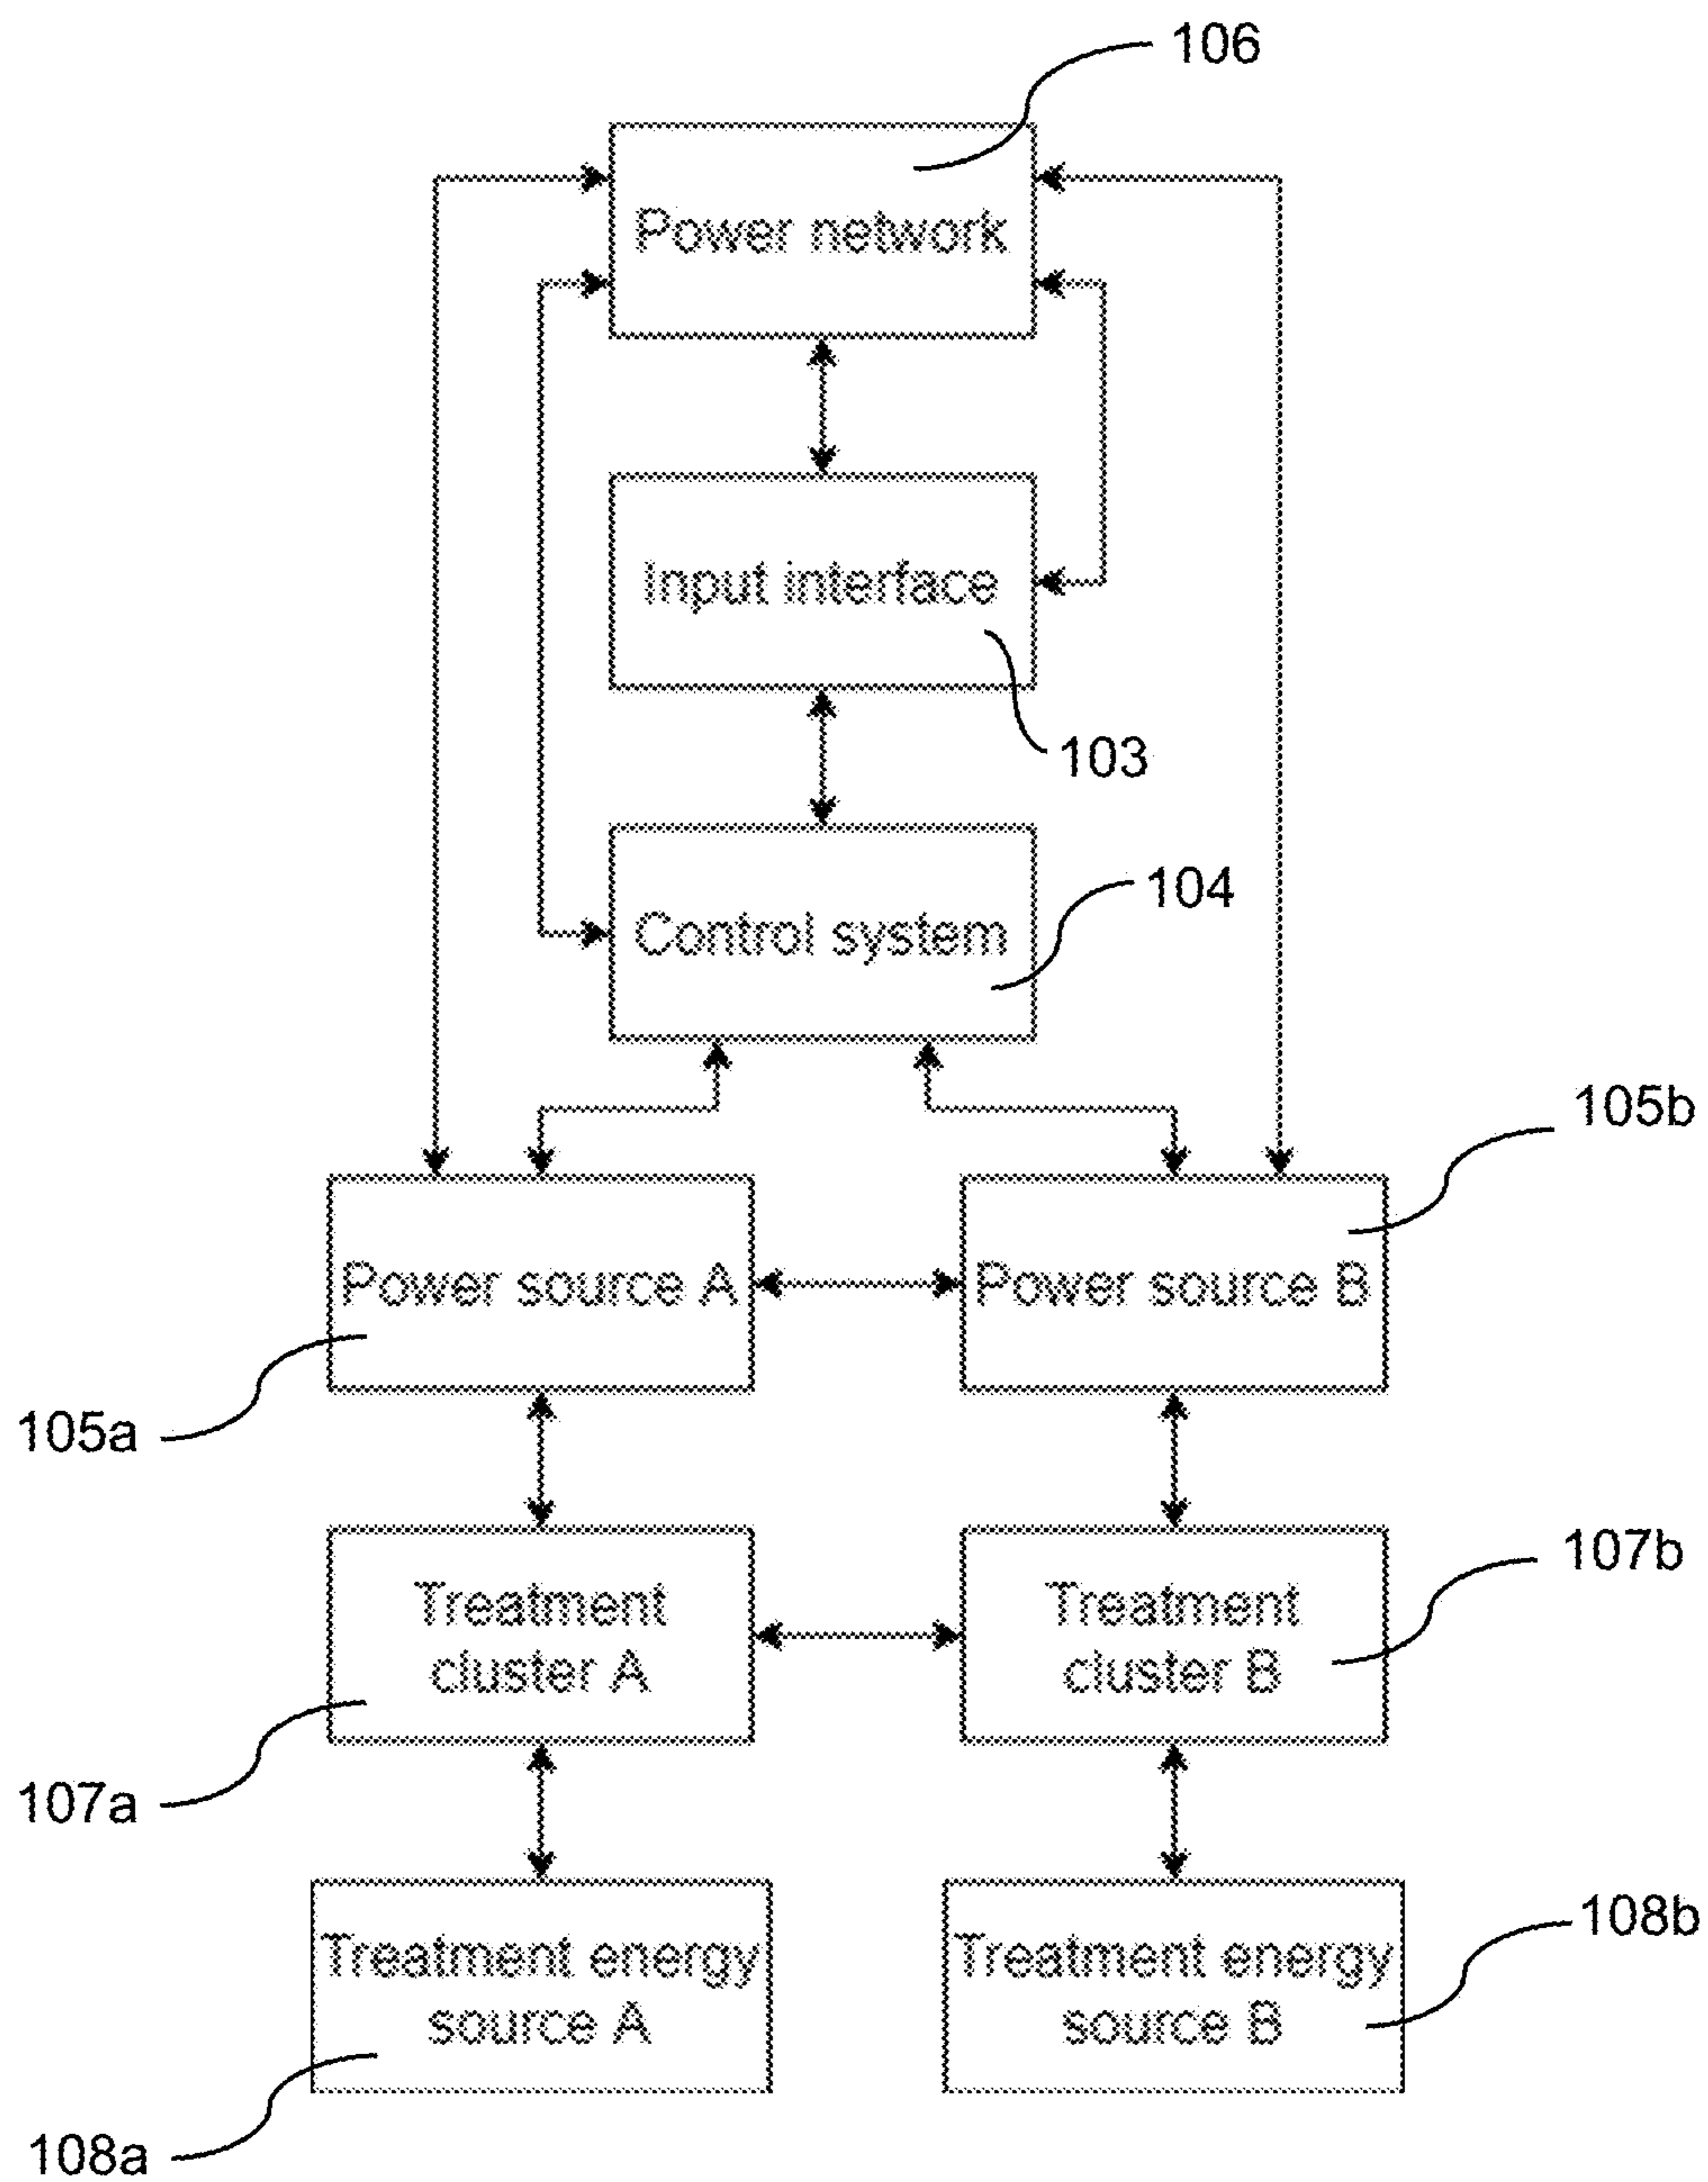 106
Power network
Input interface
103
104
Control system
105b
Power source A
Power source B
105a
107b
Treatment
cluster A
Treatment
cluster B
107a
108b
Treatment energy
source A
Treatment energy
source B
108a